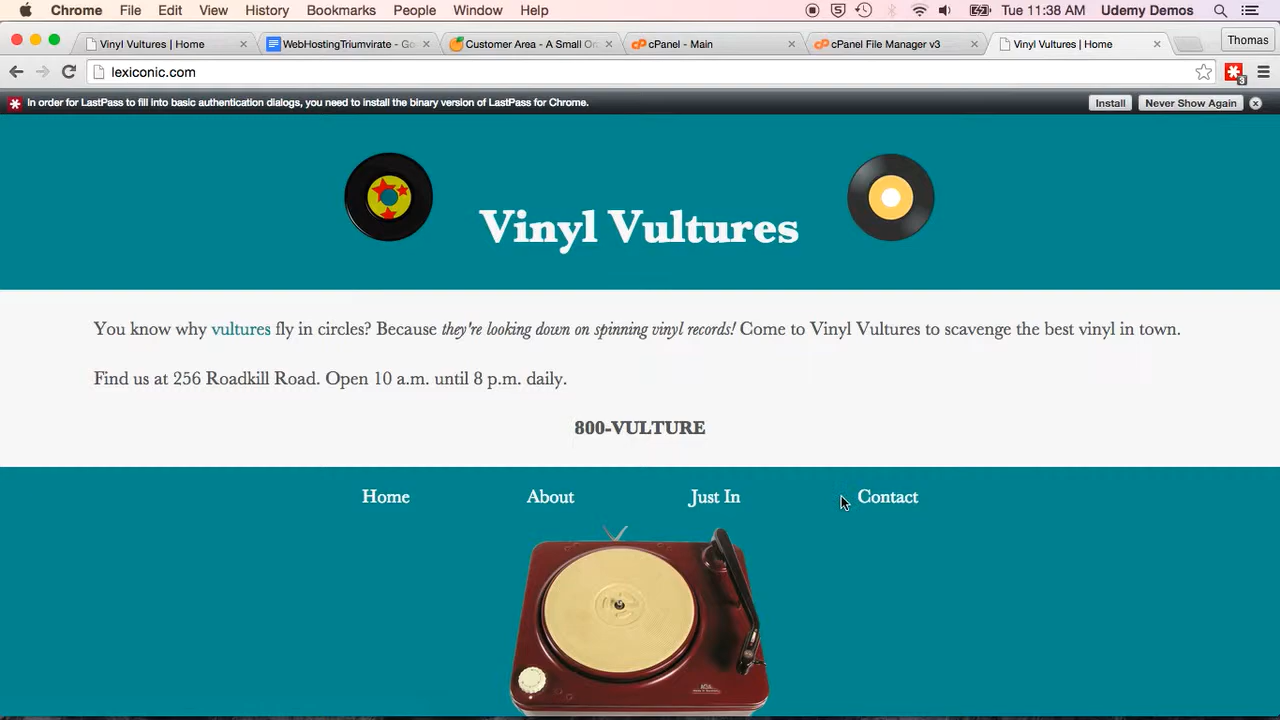 Chrome File Edit View History Bookmarks People Window Help Tue 11:38 AM Udemy Demos
Vinyl Vultures | Home WebHostingTriumvirate - Go Customer Area - A Small Or cPanel - Main cPanel File Manager v3 Vinyl Vultures | Home Thomas
lexiconic.com
In order for LastPass to fill into basic authentication dialogs, you need to install the binary version of LastPass for Chrome. Install Never Show Again
Vinyl Vultures
You know why vultures fly in circles? Because they're looking down on spinning vinyl records! Come to Vinyl Vultures to scavenge the best vinyl in town.
Find us at 256 Roadkill Road. Open 10 a.m. until 8 p.m. daily.
800-VULTURE
Home About Just In Contact